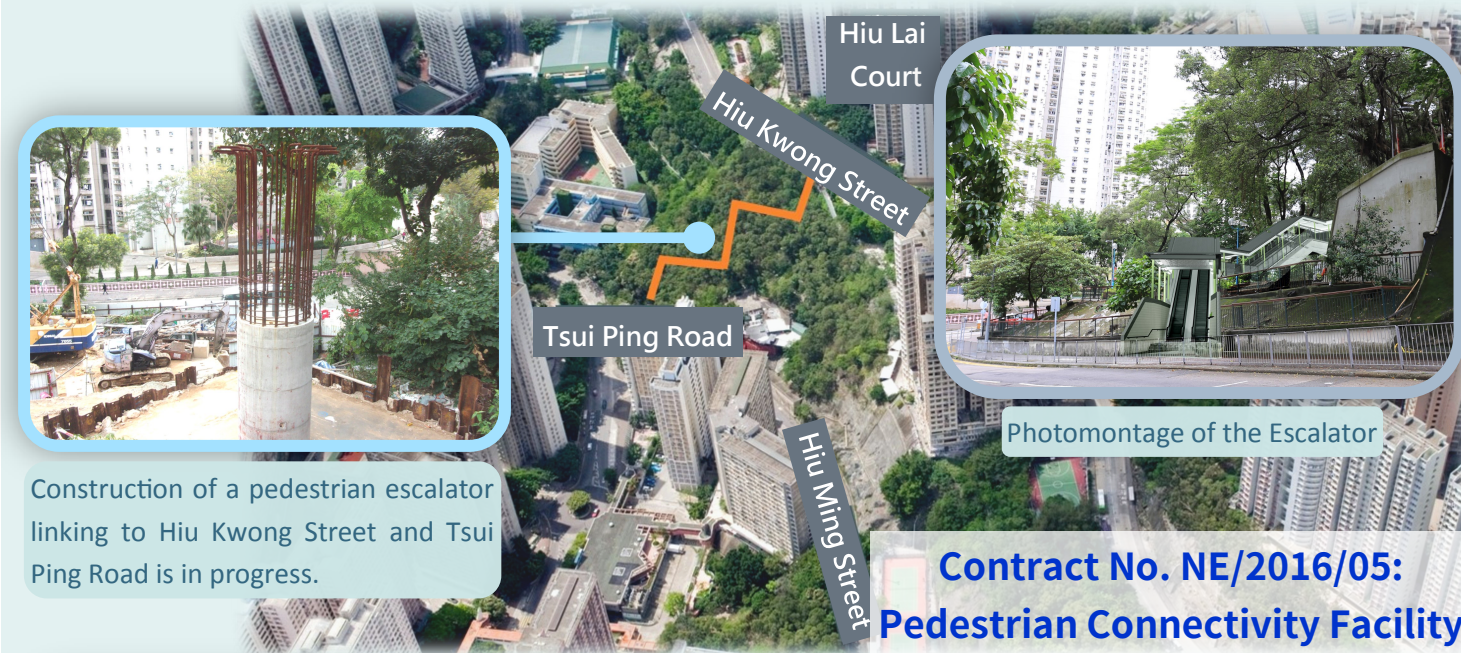 Hiu Lai
Court
Hiu Kwong Street
Tsui Ping Road
Hiu Ming Street
Construction of a pedestrian escalator
linking to Hiu Kwong Street and Tsui
Ping Road is in progress.
Photomontage of the Escalator
Contract No. NE/2016/05:
Pedestrian Connectivity Facility